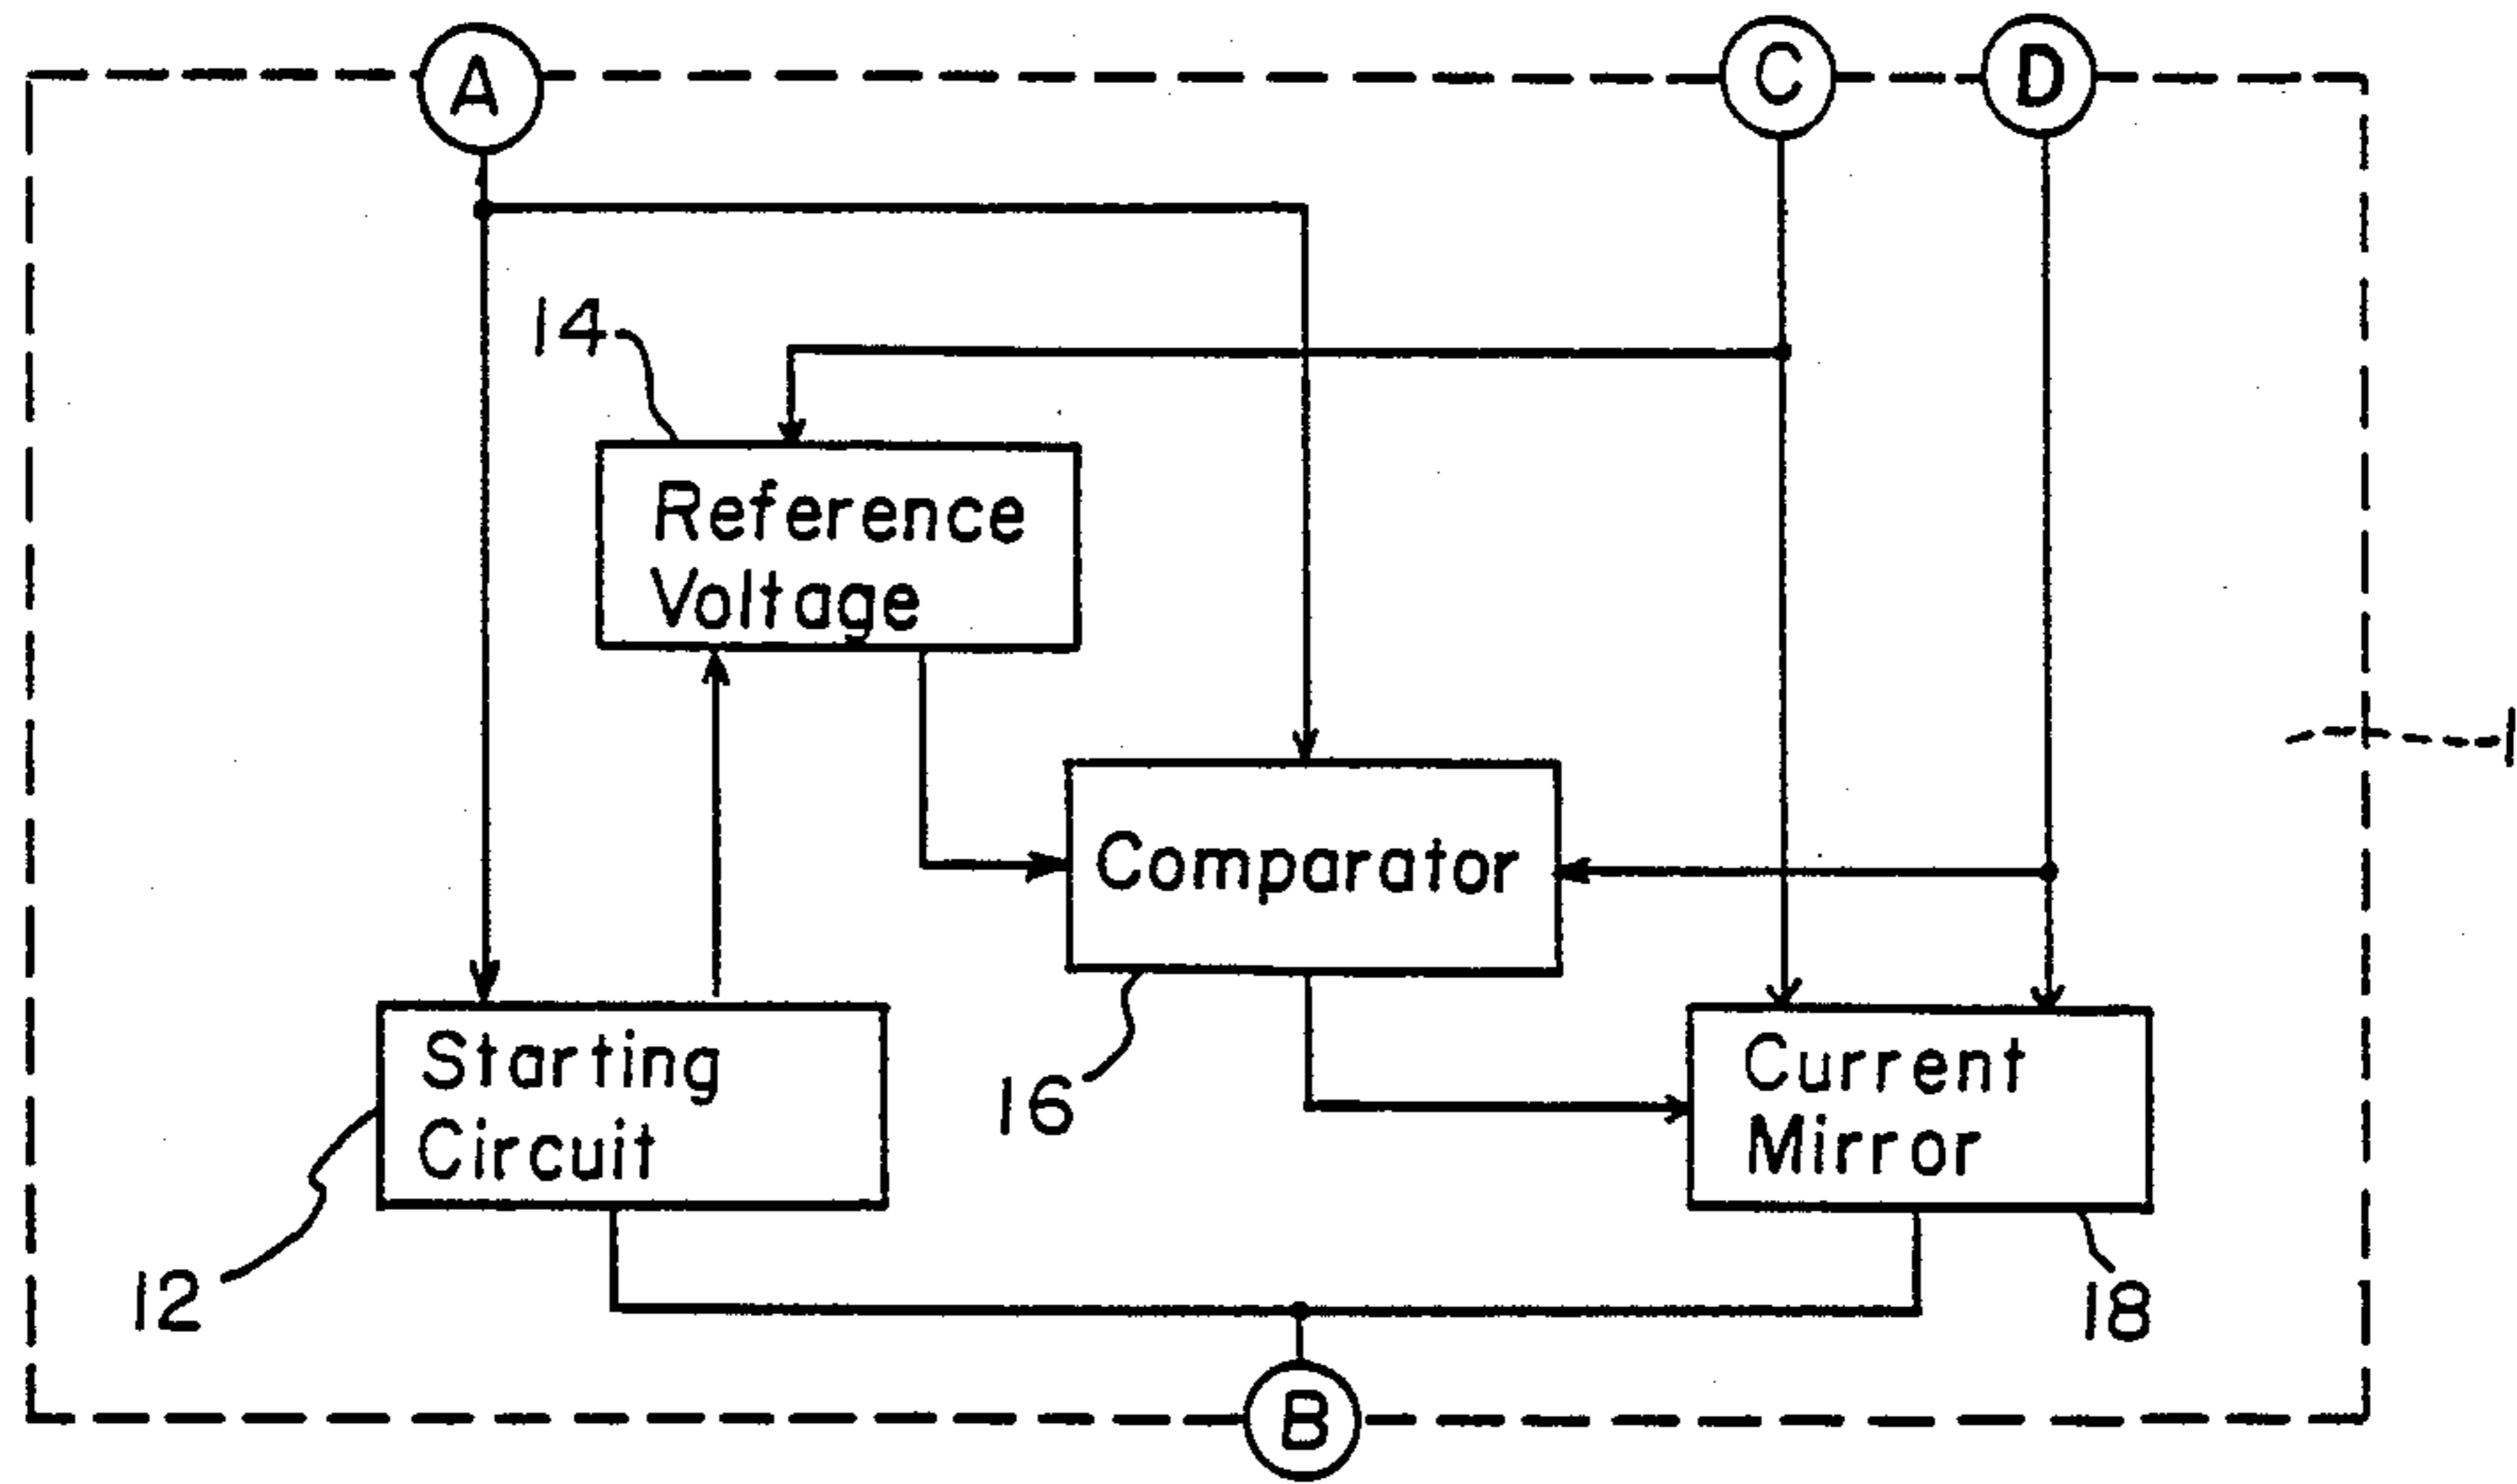 A
C
D
14
Reference
Voltage
1
Comparator
Starting
Circuit
16
Current
Mirror
12
18
B